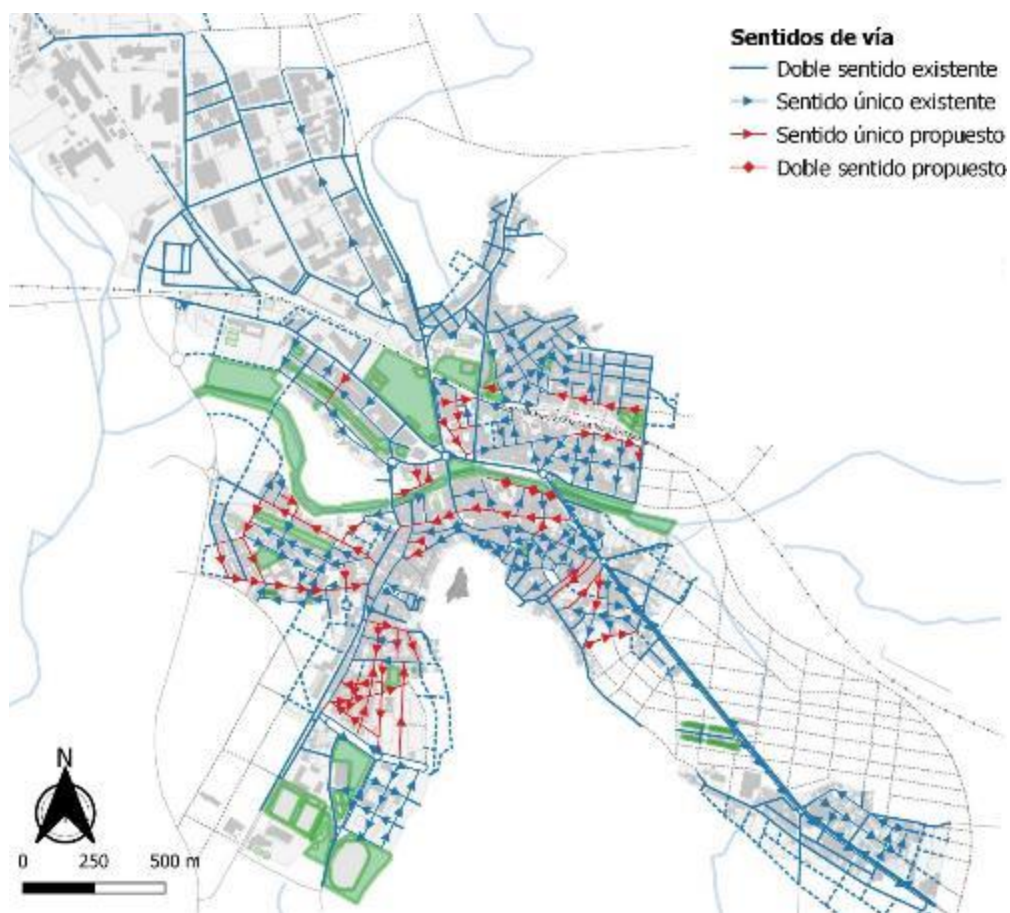 Sentidos de vía
Doble sentido existente
Sentido único existente
Sentido único propuesto
Doble sentido propuesto
N
0 250 500 m